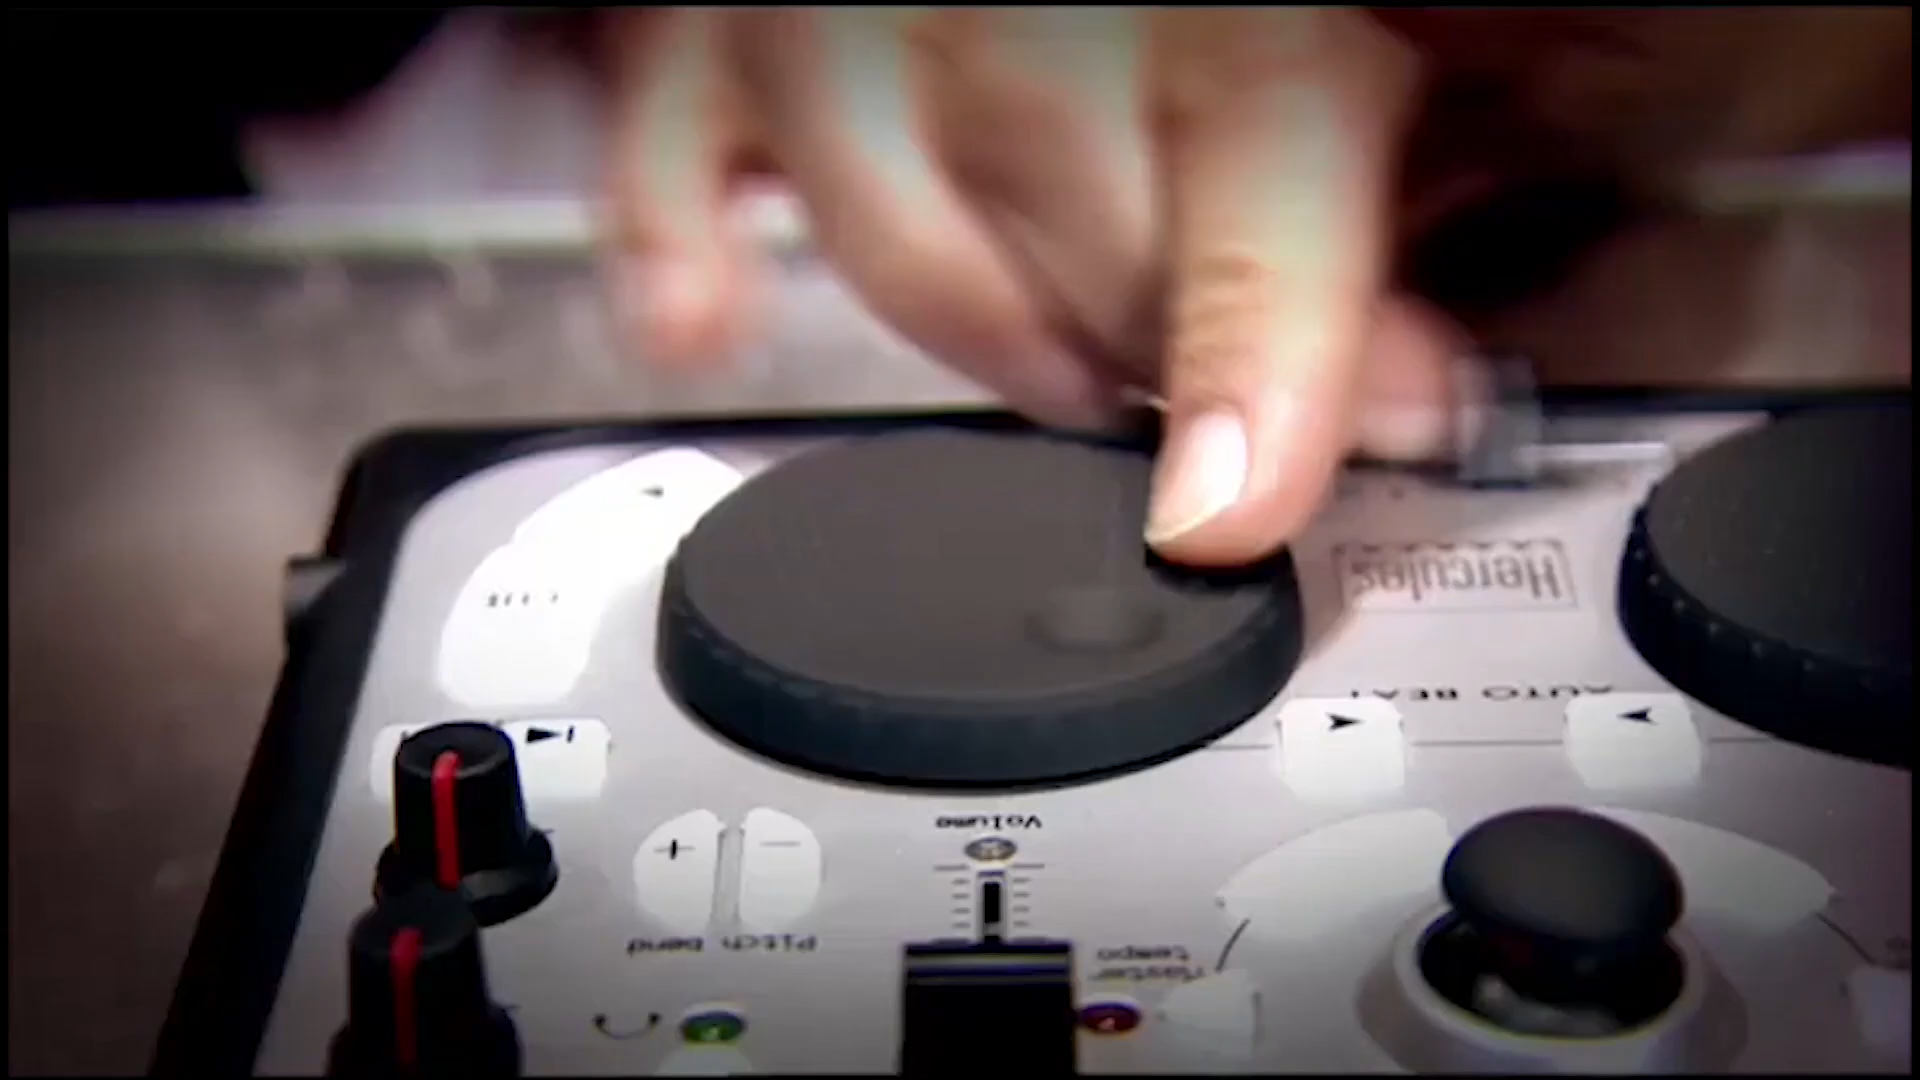 Hercules
AUTO BEAT
Volume
+ −
Pitch bend
Master
tempo